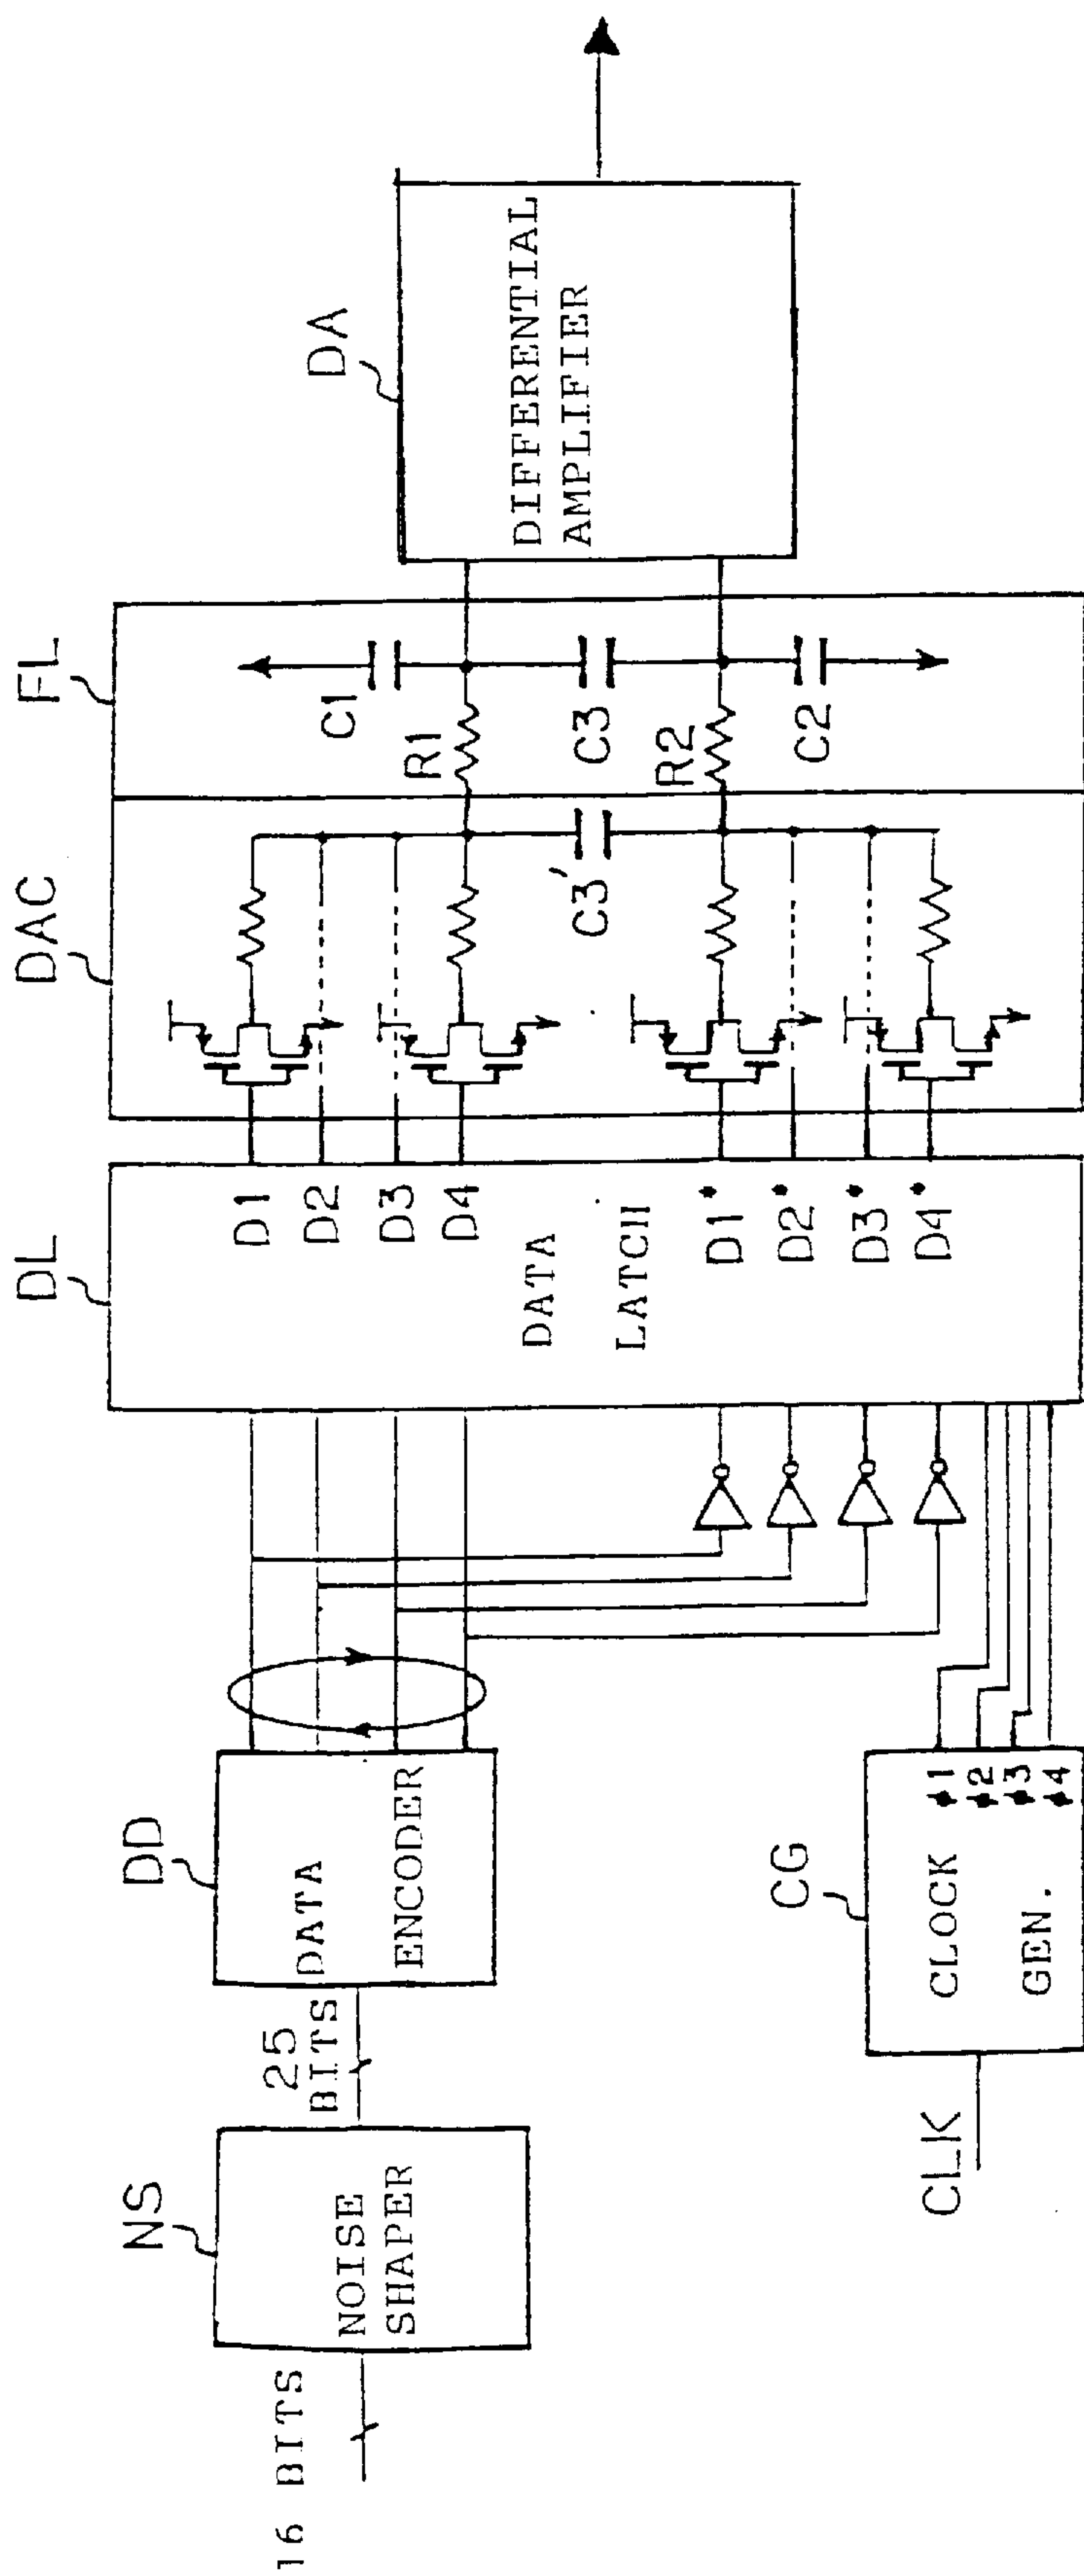 16 BITS
NS
NOISE
SHAPER
25
BITS
DD
DATA
ENCODER
CLK
CG
CLOCK
GEN.
φ1
φ2
φ3
φ4
DL
DATA
LATCH
D1
D2
D3
D4
D1*
D2*
D3*
D4*
DAC
C3'
FL
C1
R1
C3
R2
C2
DA
DIFFERENTIAL
AMPLIFIER